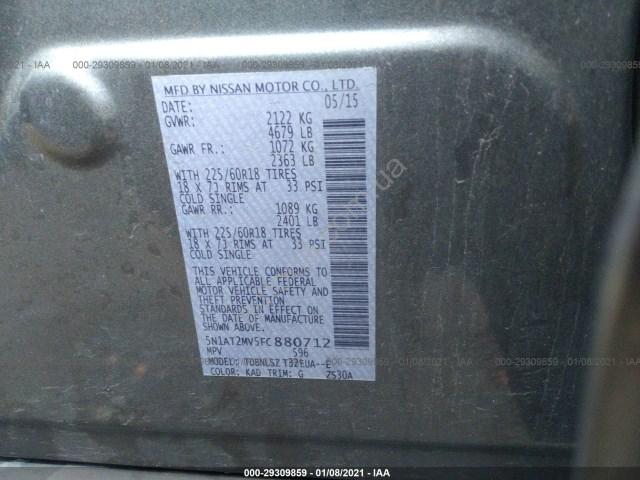 000-29309859 - 01/08/2021 - IAA
MFD BY NISSAN MOTOR CO., LTD.
DATE: 05/15
GVWR: 2122 KG
4679 LB
GAWR FR.: 1072 KG
2363 LB
WITH 225/60R18 TIRES
18 X 7J RIMS AT 33 PSI
COLD SINGLE
GAWR RR.: 1089 KG
2401 LB
WITH 225/60R18 TIRES
18 X 7J RIMS AT 33 PSI
COLD SINGLE
THIS VEHICLE CONFORMS TO
ALL APPLICABLE FEDERAL
MOTOR VEHICLE SAFETY AND
THEFT PREVENTION
STANDARDS IN EFFECT ON
THE DATE OF MANUFACTURE
SHOWN ABOVE.
5N1AT2MV5FC880712
MPV 596
MODEL: TDBNLSZ T32EUA--E
COLOR: KAD TRIM: G ZS30A
000-29309859 - 01/08/2021 - IAA